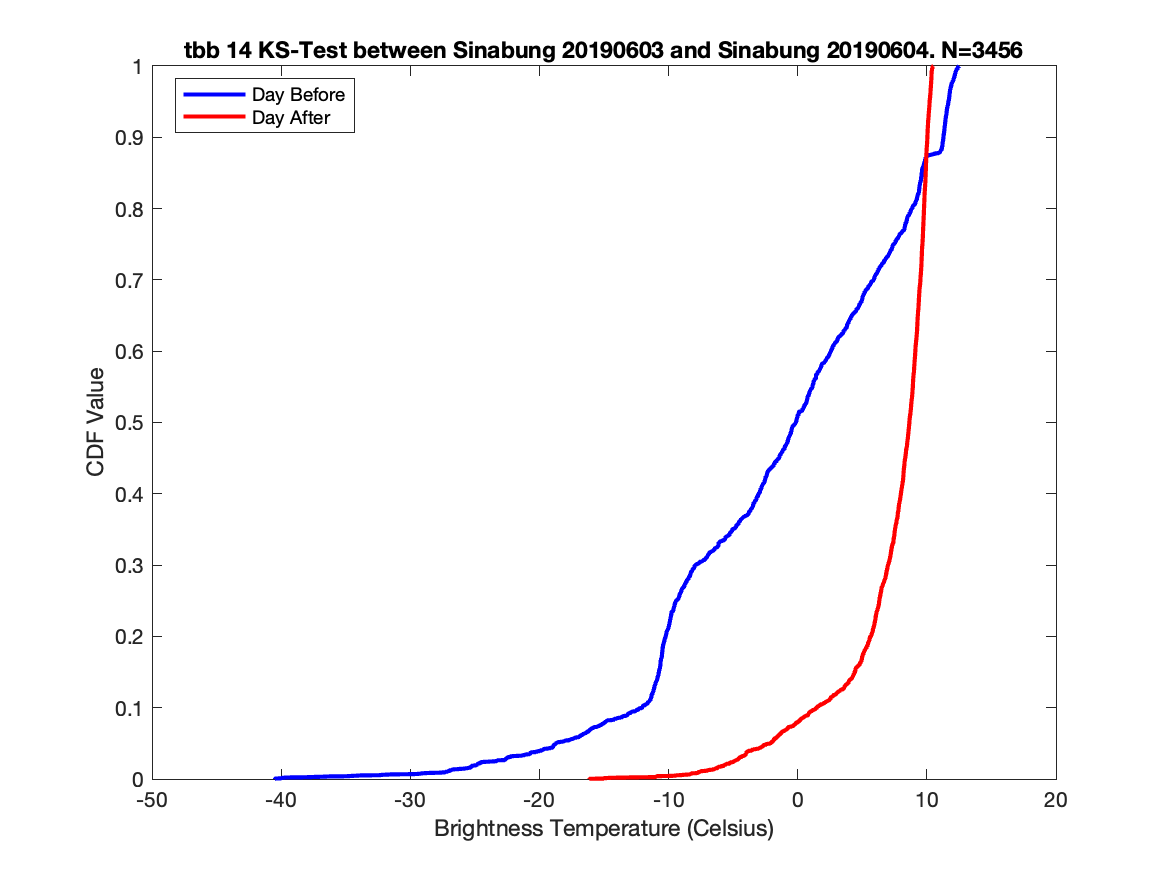 tbb 14 KS-Test between Sinabung 20190603 and Sinabung 20190604. N=3456
Day Before
Day After
1
0.9
0.8
0.7
0.6
0.5
0.4
0.3
0.2
0.1
0
CDF Value
-50 -40 -30 -20 -10 0 10 20
Brightness Temperature (Celsius)